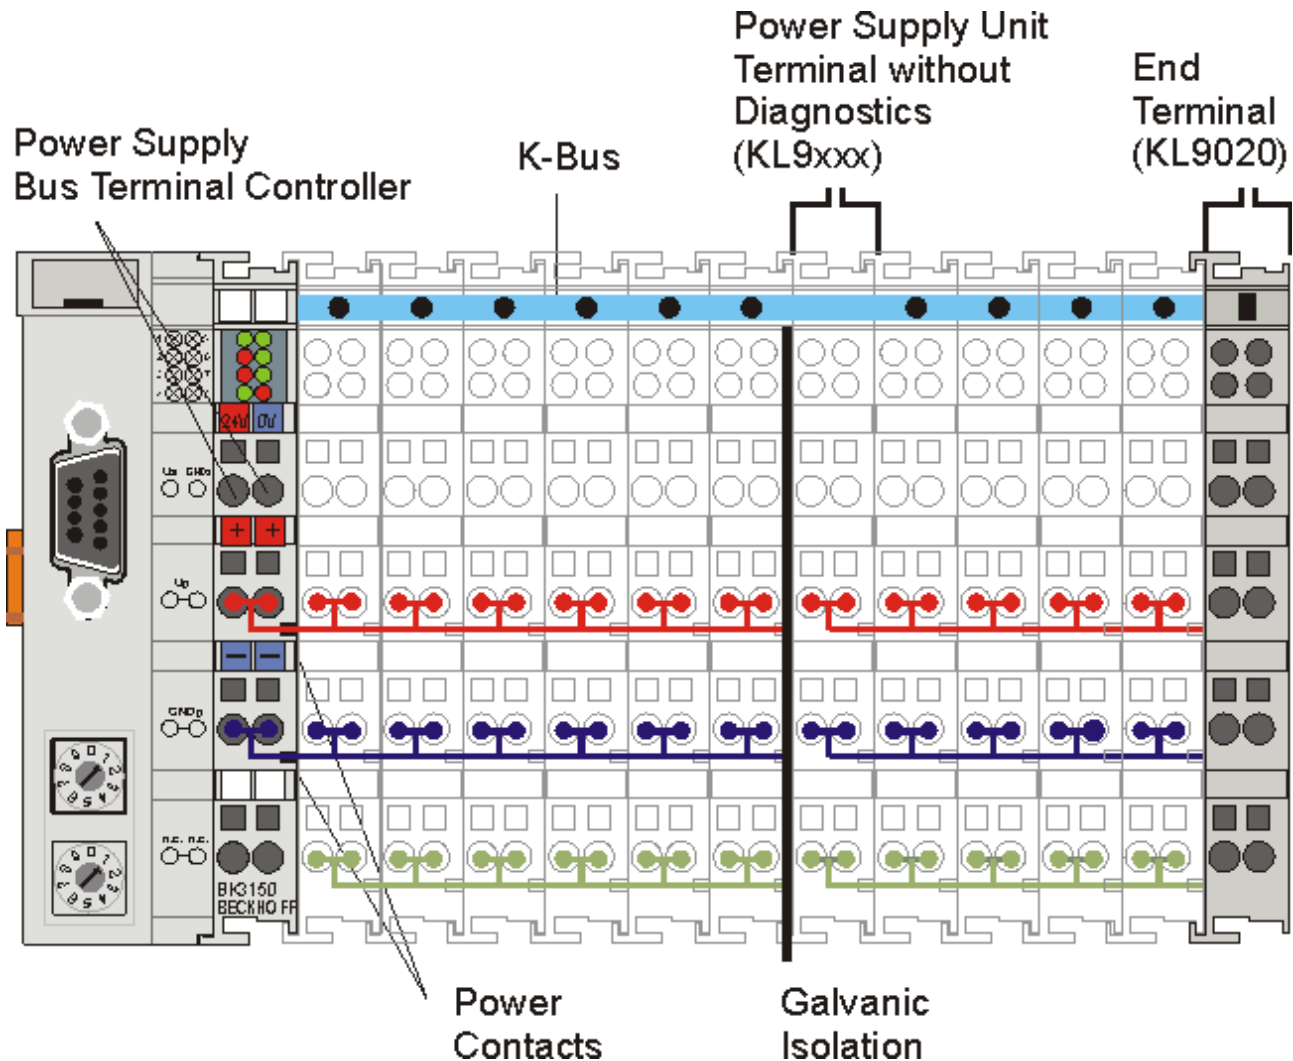 Power Supply Unit
Terminal without
Diagnostics
(KL9xxx)
End
Terminal
(KL9020)
Power Supply
Bus Terminal Controller
K-Bus
24V 0V
Us GNDs
+ +
Up
− −
GNDp
n.c. n.c.
BK3150
BECKHOFF
Power
Contacts
Galvanic
Isolation